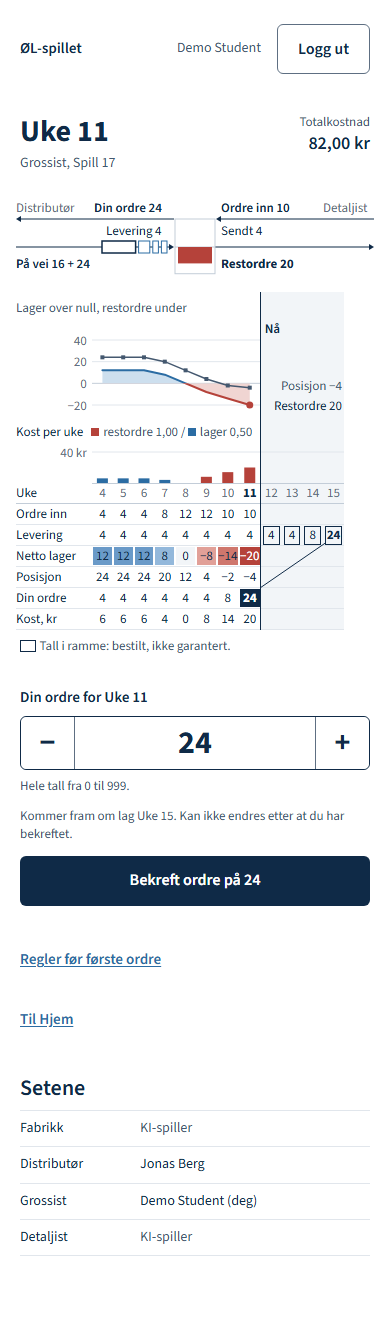 ØL-spillet Demo Student Logg ut
Uke 11 Totalkostnad
82,00 kr
Grossist, Spill 17
Distributør Din ordre 24 Ordre inn 10 Detaljist
Levering 4 Sendt 4
På vei 16 + 24 Restordre 20
Lager over null, restordre under
Nå
40
20
0 Posisjon −4
−20 Restordre 20
Kost per uke restordre 1,00 / lager 0,50
40 kr
Uke 4 5 6 7 8 9 10 11 12 13 14 15
Ordre inn 4 4 4 8 12 12 10 10
Levering 4 4 4 4 4 4 4 4 4 4 8 24
Netto lager 12 12 12 8 0 −8 −14 −20
Posisjon 24 24 24 20 12 4 −2 −4
Din ordre 4 4 4 4 4 4 8 24
Kost, kr 6 6 6 4 0 8 14 20
Tall i ramme: bestilt, ikke garantert.
Din ordre for Uke 11
− 24 +
Hele tall fra 0 til 999.
Kommer fram om lag Uke 15. Kan ikke endres etter at du har
bekreftet.
Bekreft ordre på 24
Regler før første ordre
Til Hjem
Setene
Fabrikk KI-spiller
Distributør Jonas Berg
Grossist Demo Student (deg)
Detaljist KI-spiller